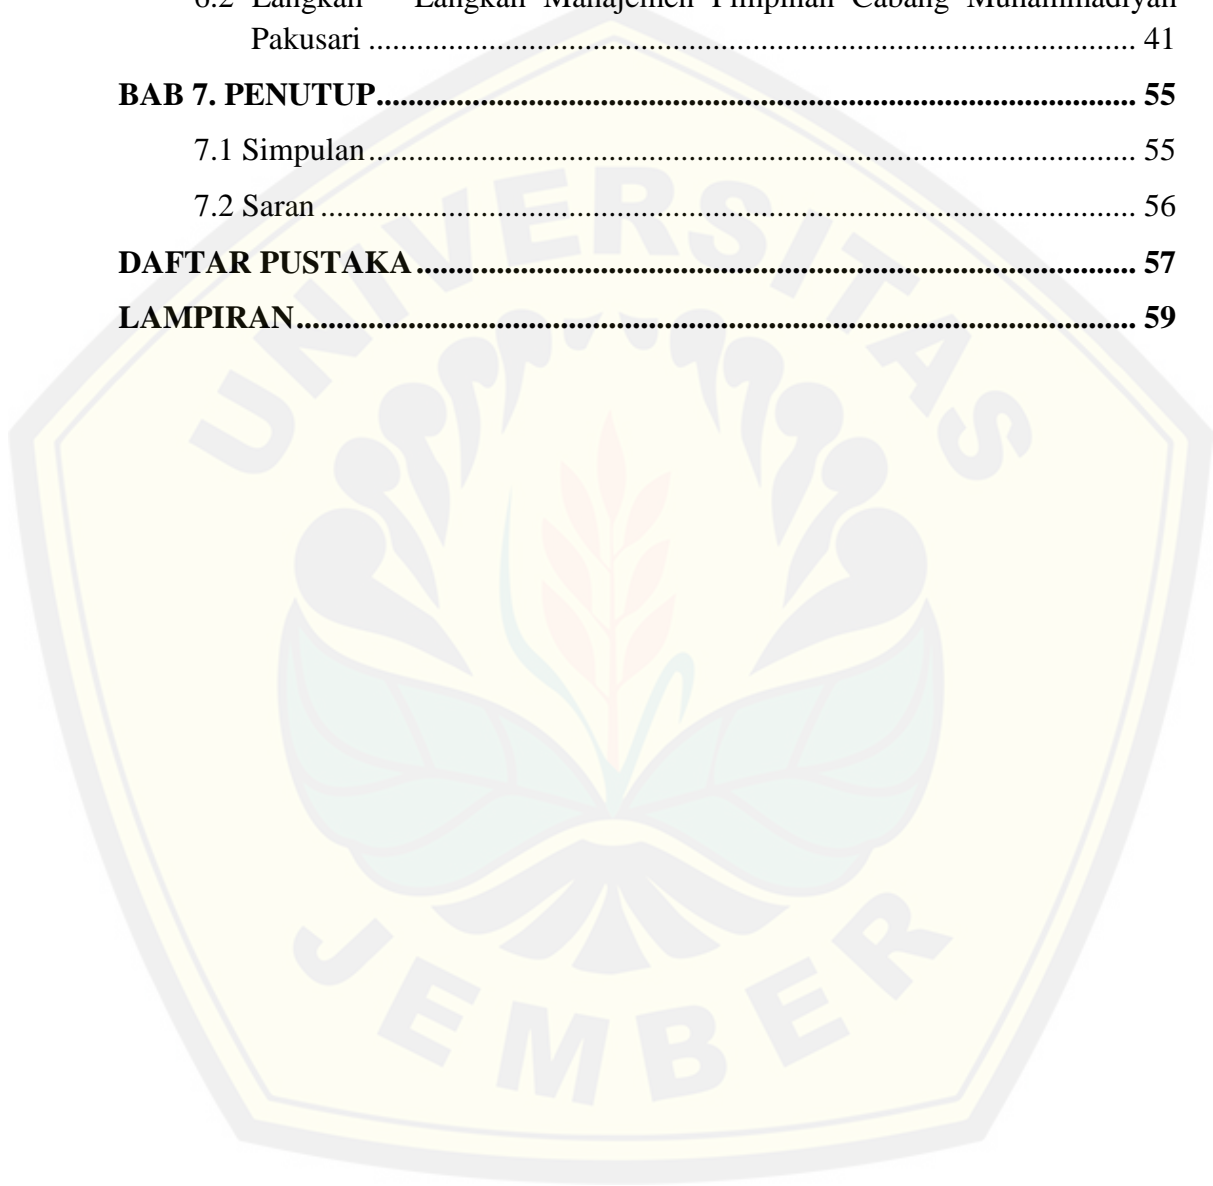 6.2 Langkah – Langkah Manajemen Pimpinan Cabang Muhammadiyah
Pakusari ................................................................................................. 41
BAB 7. PENUTUP................................................................................................ 55
7.1 Simpulan ................................................................................................. 55
7.2 Saran ....................................................................................................... 56
DAFTAR PUSTAKA ........................................................................................... 57
LAMPIRAN.......................................................................................................... 59
UNIVERSITAS
JEMBER